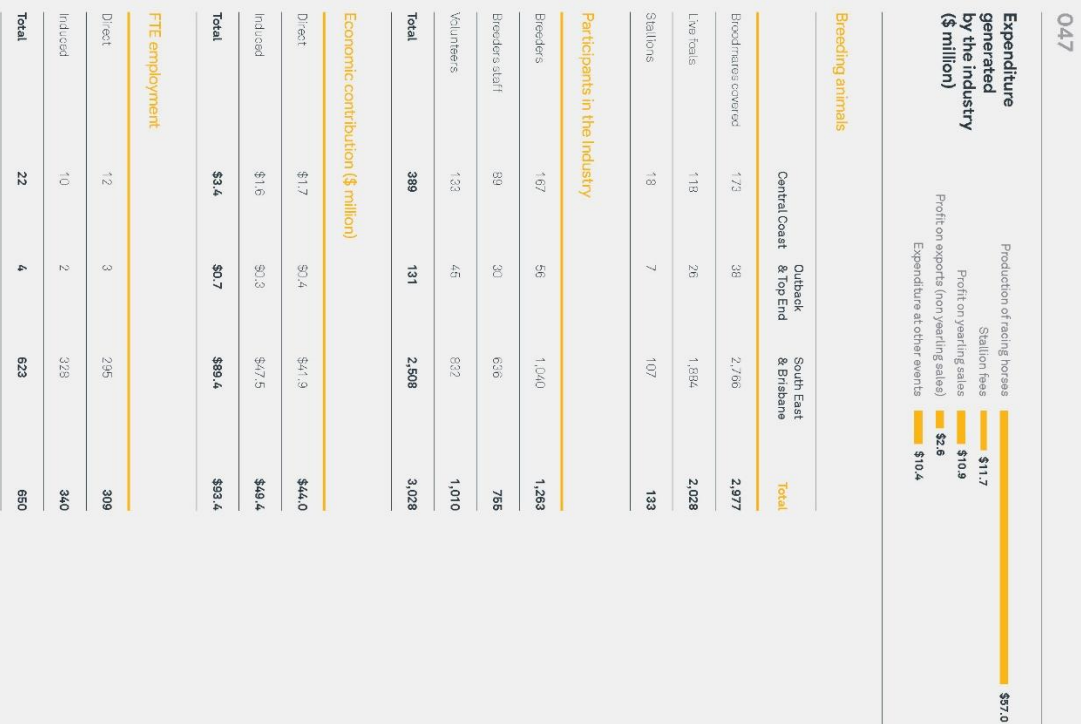 047
Expenditure
generated
by the industry
($ million)
Production of racing horses $57.0
Stallion fees $11.7
Profit on yearling sales $10.9
Profit on exports (non yearling sales) $2.6
Expenditure at other events $10.4
Breeding animals
Central Coast Outback & Top End South East & Brisbane Total
Broodmares covered 173 38 2,766 2,977
Live foals 118 26 1,884 2,028
Stallions 18 7 107 133
Participants in the Industry
Breeders 167 56 1,040 1,263
Breeders staff 89 30 636 755
Volunteers 133 45 832 1,010
Total 389 131 2,508 3,028
Economic contribution ($ million)
Direct $1.7 $0.4 $41.9 $44.0
Induced $1.6 $0.3 $47.5 $49.4
Total $3.4 $0.7 $89.4 $93.4
FTE employment
Direct 12 3 295 309
Induced 10 2 328 340
Total 22 4 623 650